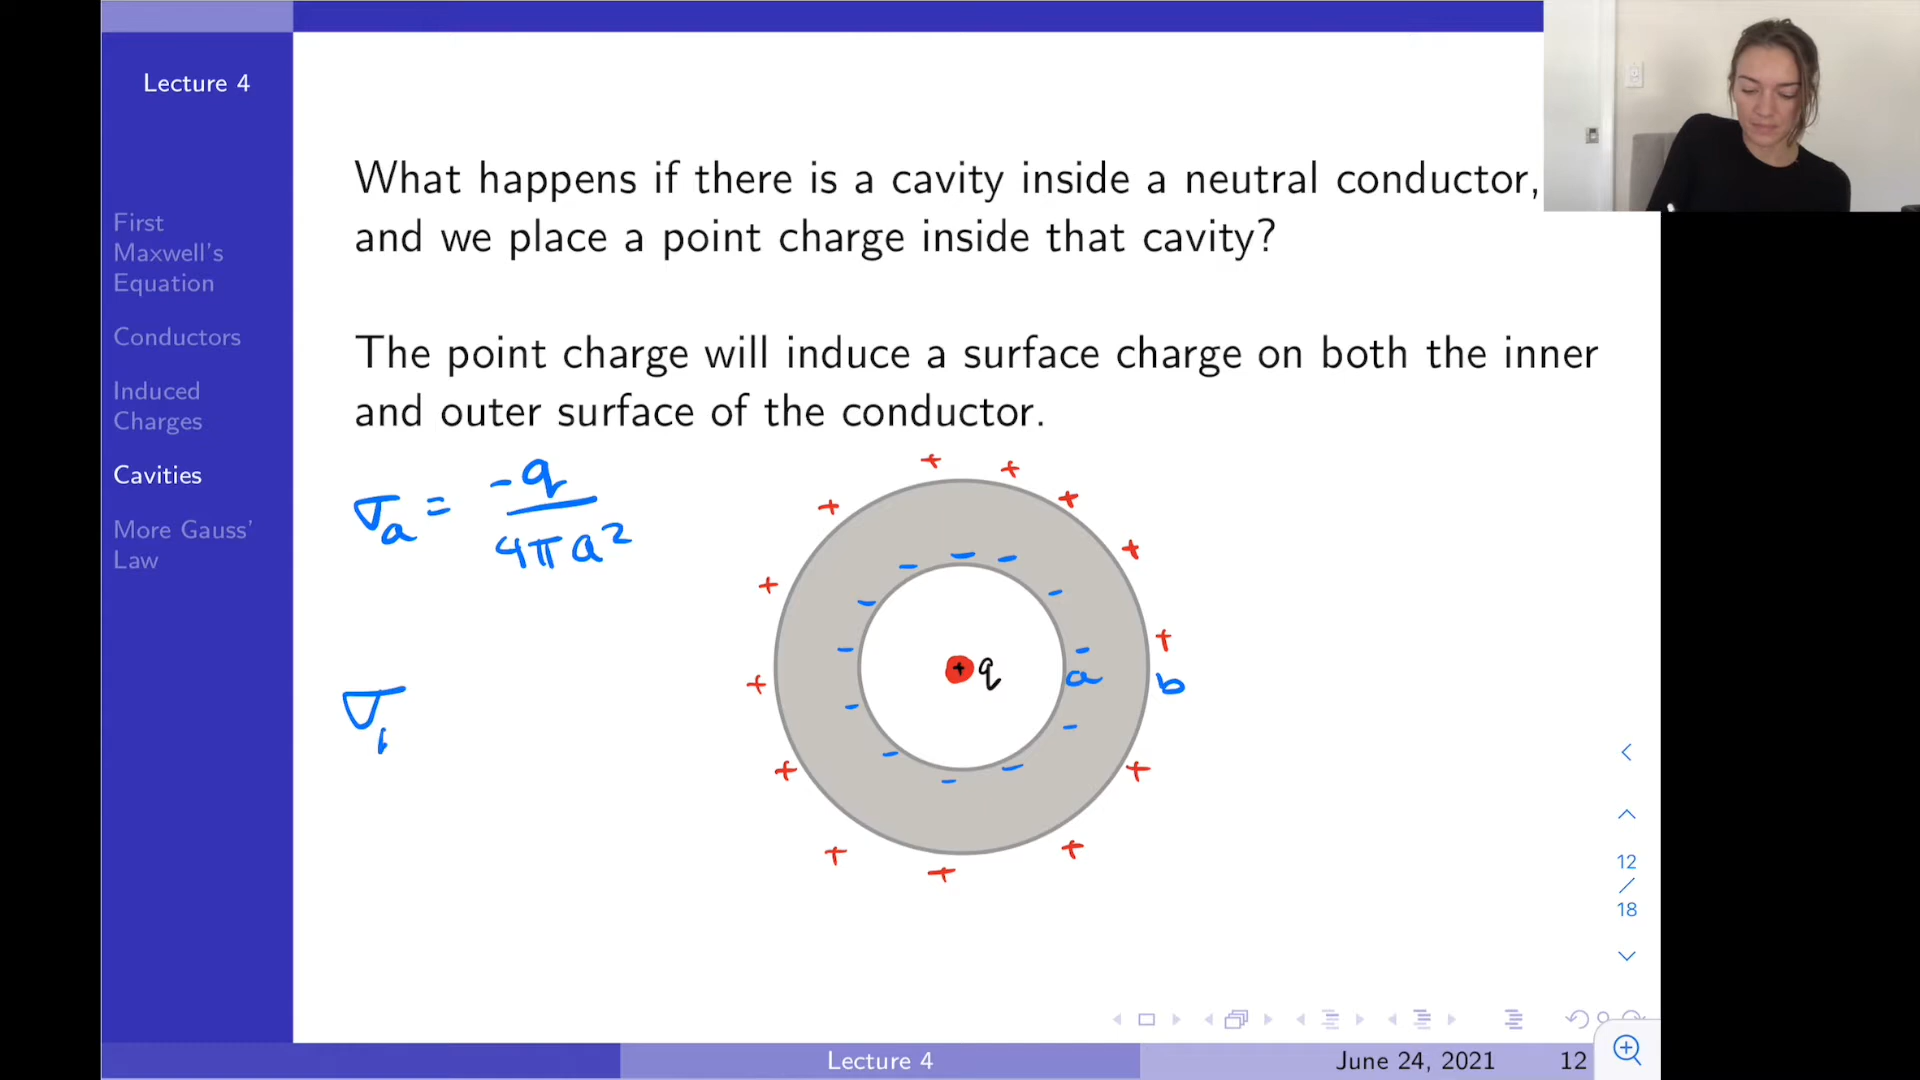 Lecture 4
First
Maxwell's
Equation
Conductors
Induced
Charges
Cavities
More Gauss'
Law
What happens if there is a cavity inside a neutral conductor,
and we place a point charge inside that cavity?
The point charge will induce a surface charge on both the inner
and outer surface of the conductor.
σa = -q
4πa²
σ
+ q
a
b
12
/
18
Lecture 4
June 24, 2021
12